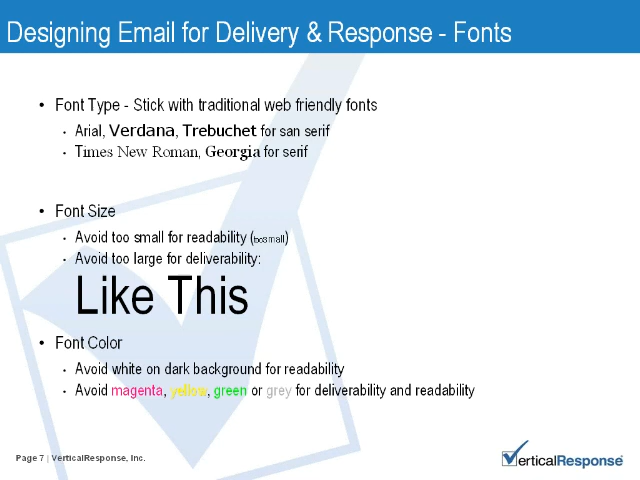 Designing Email for Delivery & Response - Fonts
• Font Type - Stick with traditional web friendly fonts
• Arial, Verdana, Trebuchet for san serif
• Times New Roman, Georgia for serif
• Font Size
• Avoid too small for readability (toosmall)
• Avoid too large for deliverability:
Like This
• Font Color
• Avoid white on dark background for readability
• Avoid magenta, yellow, green or grey for deliverability and readability
Page 7 | VerticalResponse, Inc.
VerticalResponse